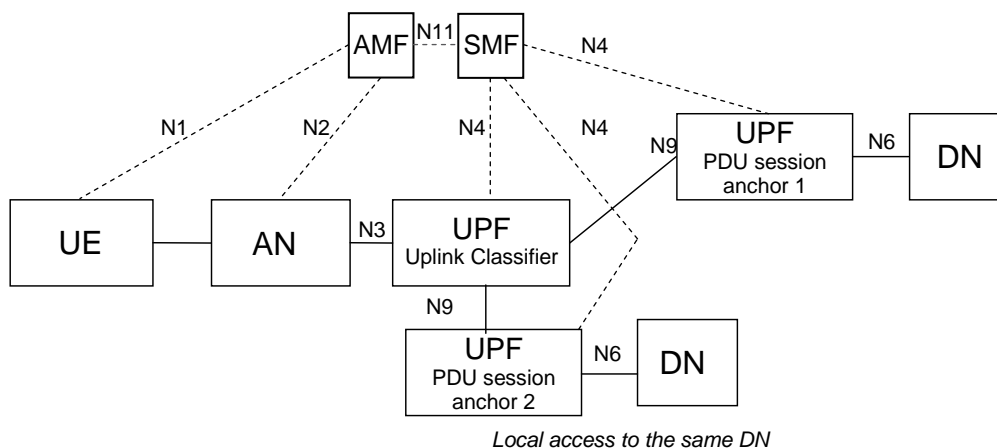 N11
AMF
SMF
N4
N1
N2
N4
N4
UPF
PDU session
anchor 1
N9
N6
DN
UE
AN
N3
UPF
Uplink Classifier
N9
UPF
PDU session
anchor 2
N6
DN
Local access to the same DN